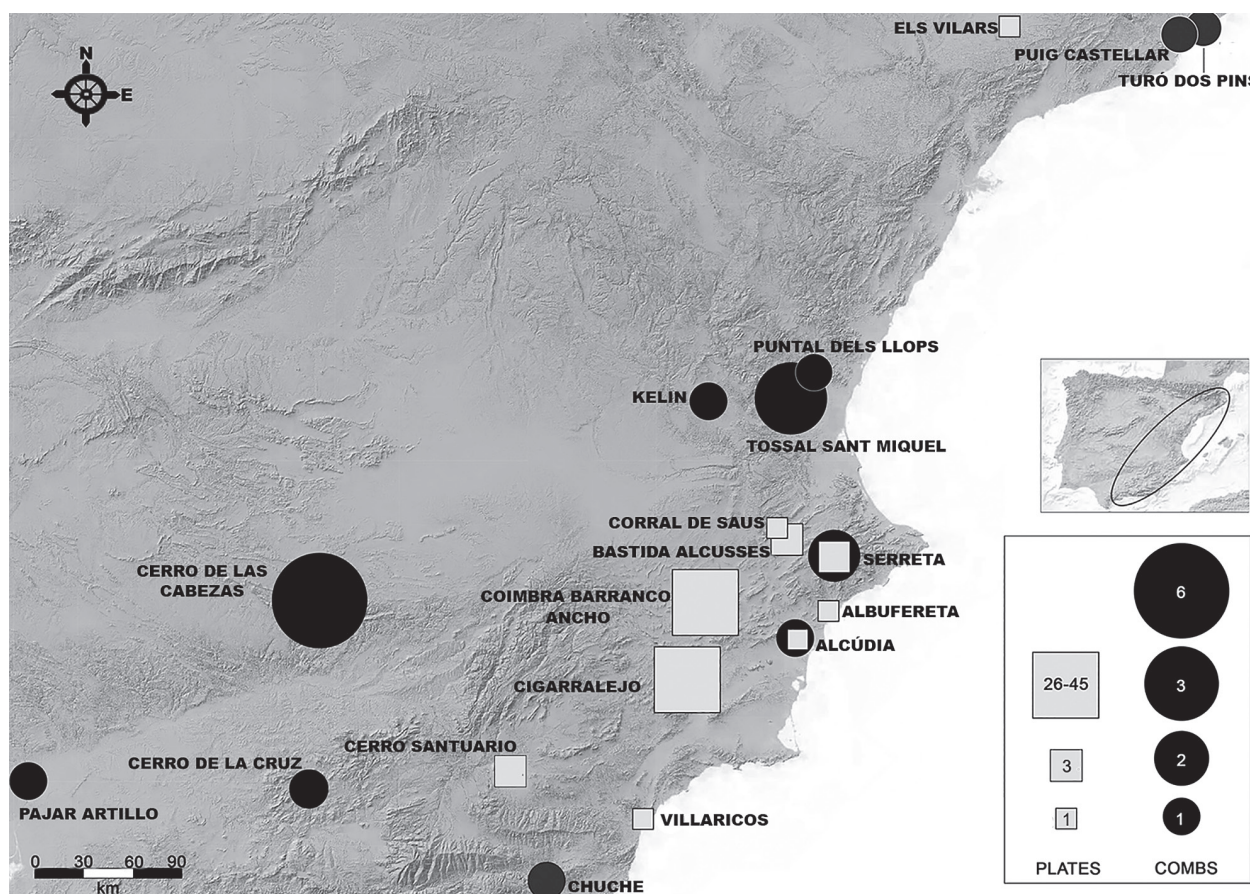 ELS VILARS
N
PUIG CASTELLAR
E
TURÓ DOS PINS
PUNTAL DELS LLOPS
KELIN
TOSSAL SANT MIQUEL
CORRAL DE SAUS
BASTIDA ALCUSSES
SERRETA
CERRO DE LAS
CABEZAS
COIMBRA BARRANCO
ANCHO
ALBUFERETA
ALCÚDIA
CIGARRALEJO
CERRO SANTUARIO
CERRO DE LA CRUZ
PAJAR ARTILLO
VILLARICOS
CHUCHE
0 30 60 90
km
6
26-45
3
3
2
1
1
PLATES COMBS